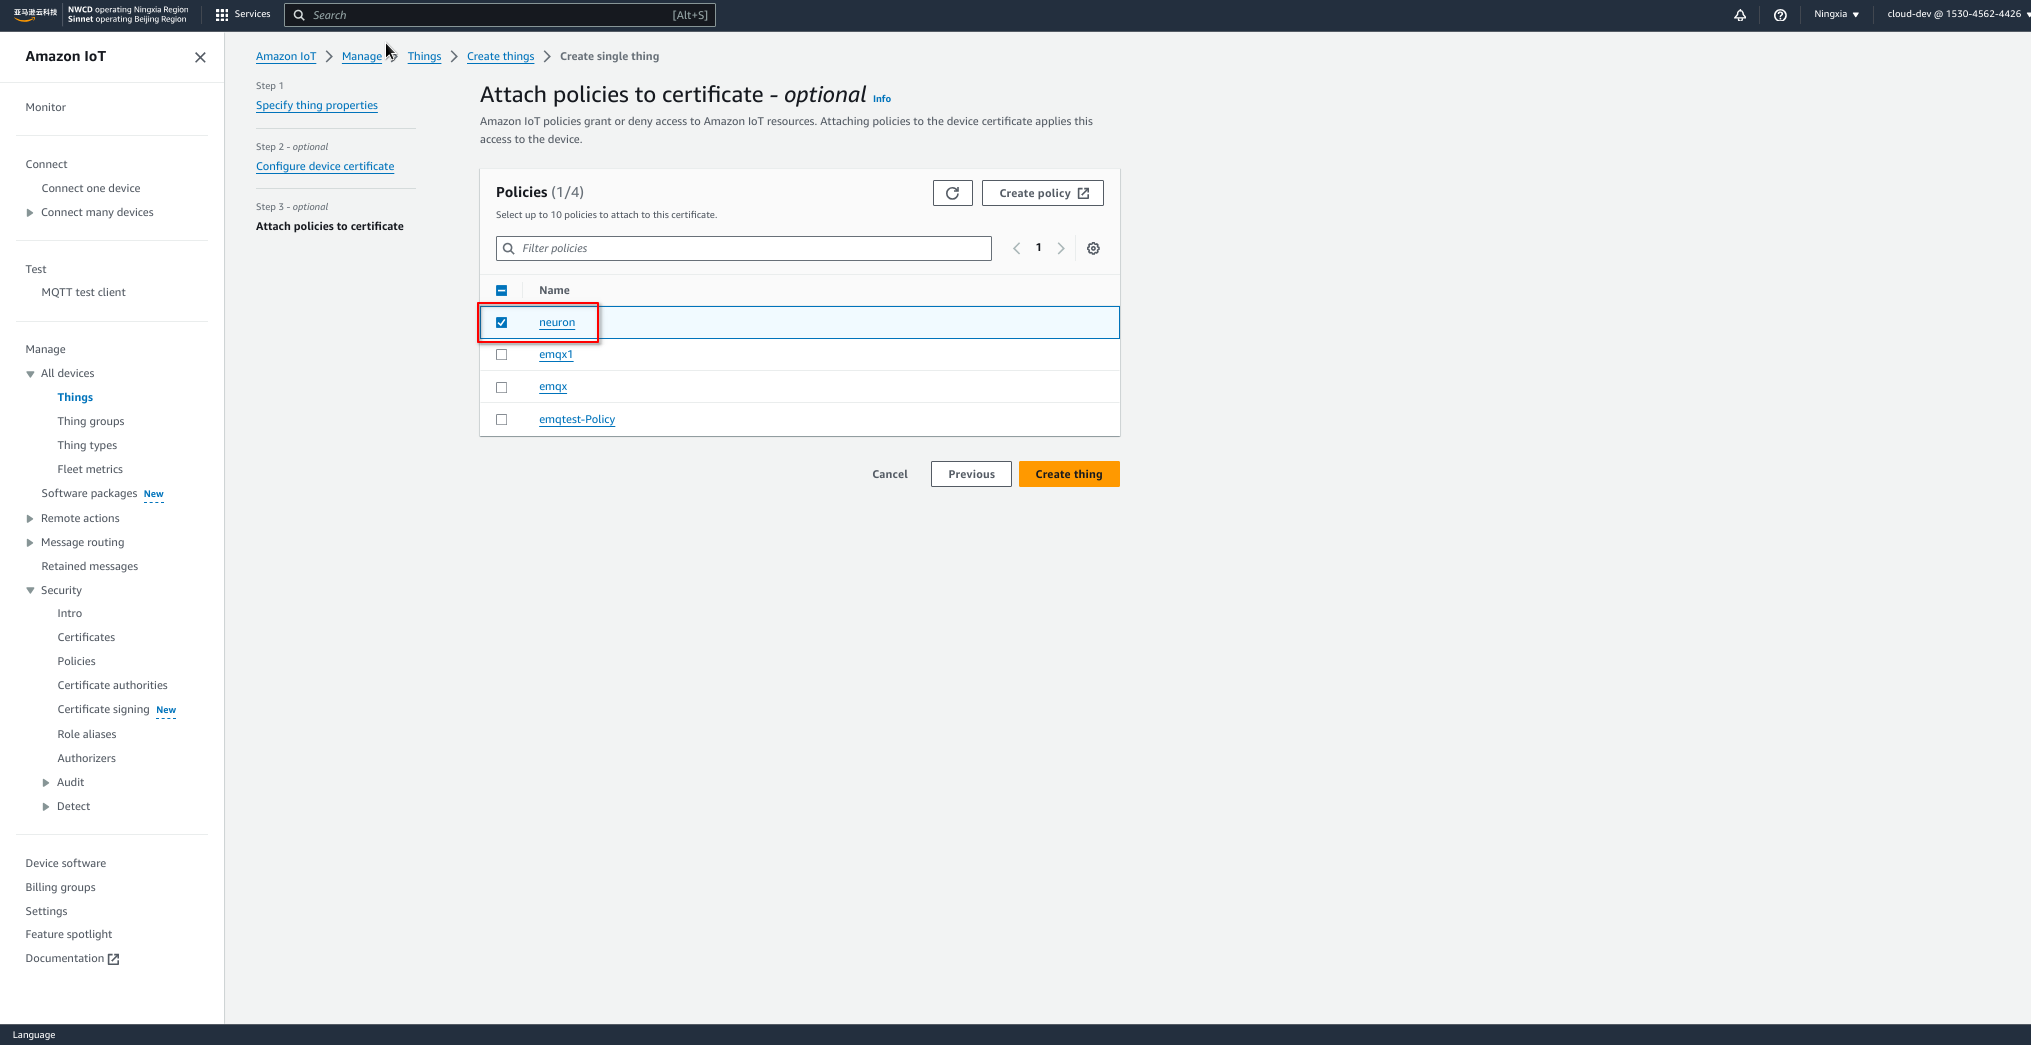 亚马逊云科技
NWCD operating Ningxia Region
Sinnet operating Beijing Region
Services
Search
[Alt+S]
Ningxia
cloud-dev @ 1530-4562-4426
Amazon IoT
Monitor
Connect
Connect one device
Connect many devices
Test
MQTT test client
Manage
All devices
Things
Thing groups
Thing types
Fleet metrics
Software packages New
Remote actions
Message routing
Retained messages
Security
Intro
Certificates
Policies
Certificate authorities
Certificate signing New
Role aliases
Authorizers
Audit
Detect
Device software
Billing groups
Settings
Feature spotlight
Documentation
Amazon IoT Manage Things Create things Create single thing
Step 1
Specify thing properties
Step 2 - optional
Configure device certificate
Step 3 - optional
Attach policies to certificate
Attach policies to certificate - optional Info
Amazon IoT policies grant or deny access to Amazon IoT resources. Attaching policies to the device certificate applies this
access to the device.
Policies (1/4)
Create policy
Select up to 10 policies to attach to this certificate.
Filter policies
1
Name
neuron
emqx1
emqx
emqtest-Policy
Cancel
Previous
Create thing
Language